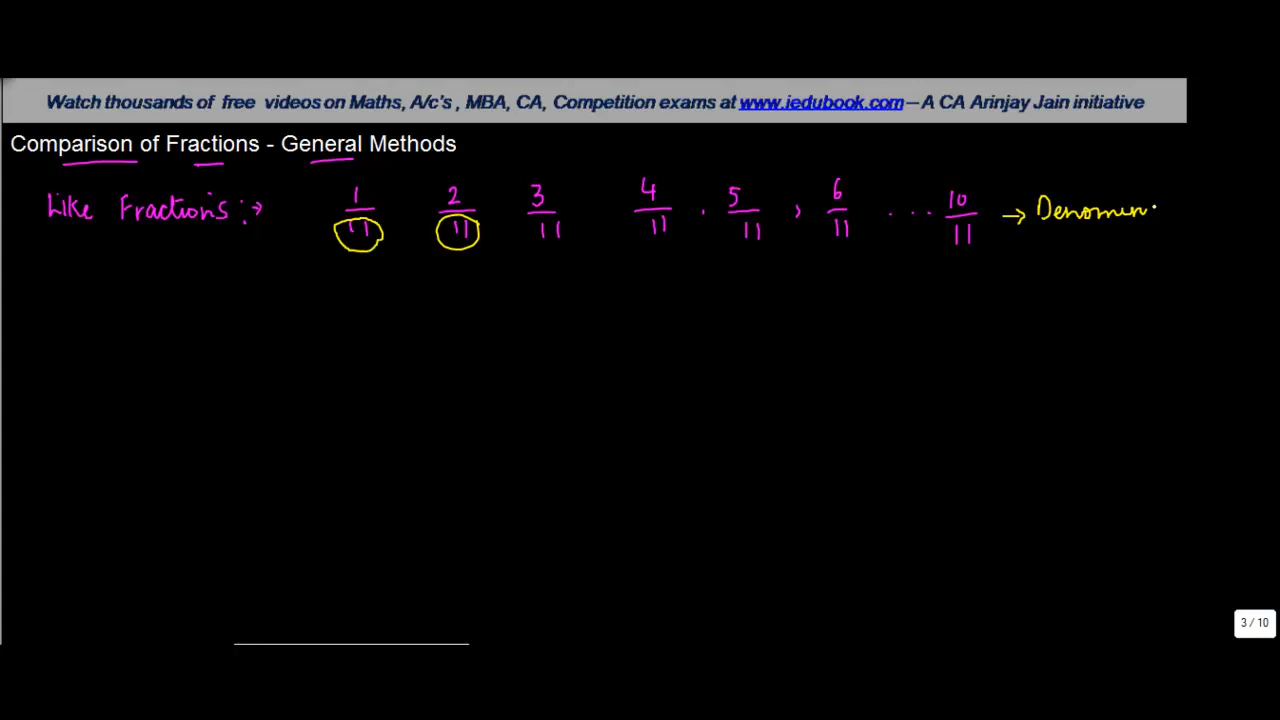 Watch thousands of free videos on Maths, A/c's , MBA, CA, Competition exams at www.iedubook.com – A CA Arinjay Jain initiative
Comparison of Fractions - General Methods
Like Fractions :→ 1/11 2/11 3/11 4/11 . 5/11 , 6/11 .... 10/11 → Denomin.
3 / 10